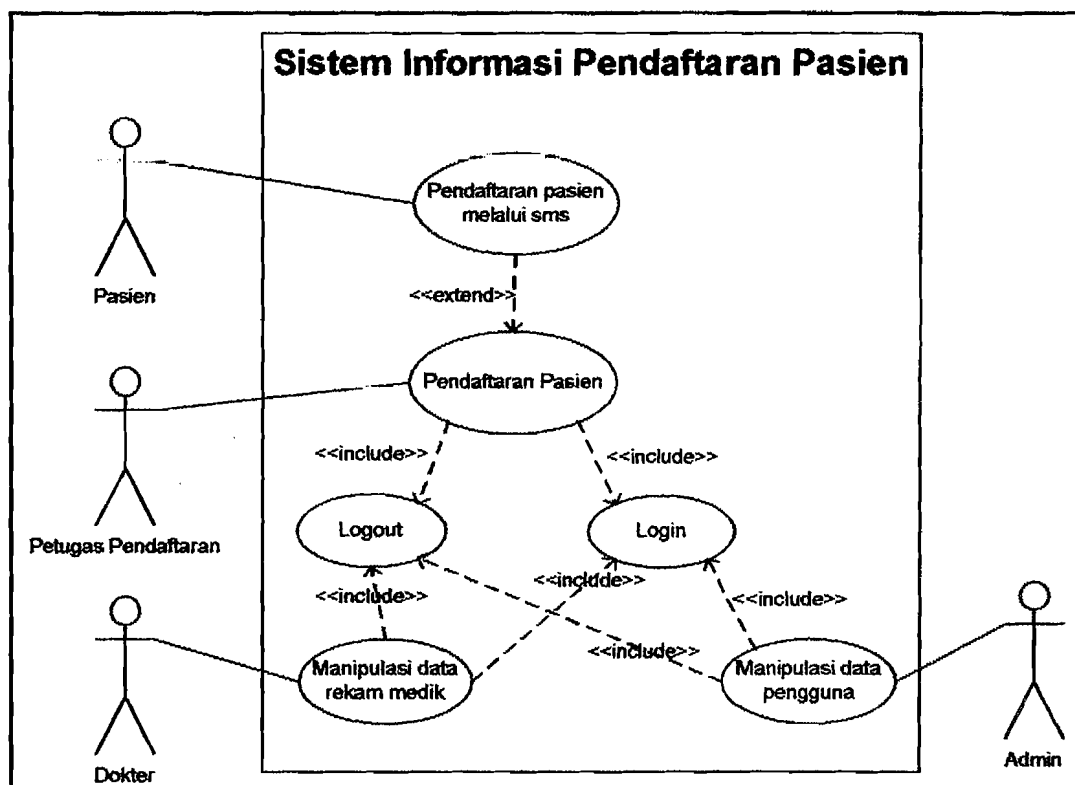 Sistem Informasi Pendaftaran Pasien
Pendaftaran pasien
melalui sms
Pasien
<<extend>>
Pendaftaran Pasien
<<include>>
<<include>>
Petugas Pendaftaran
Logout
Login
<<include>>
<<include>>
<<include>>
<<include>>
Manipulasi data
rekam medik
Manipulasi data
pengguna
Dokter
Admin